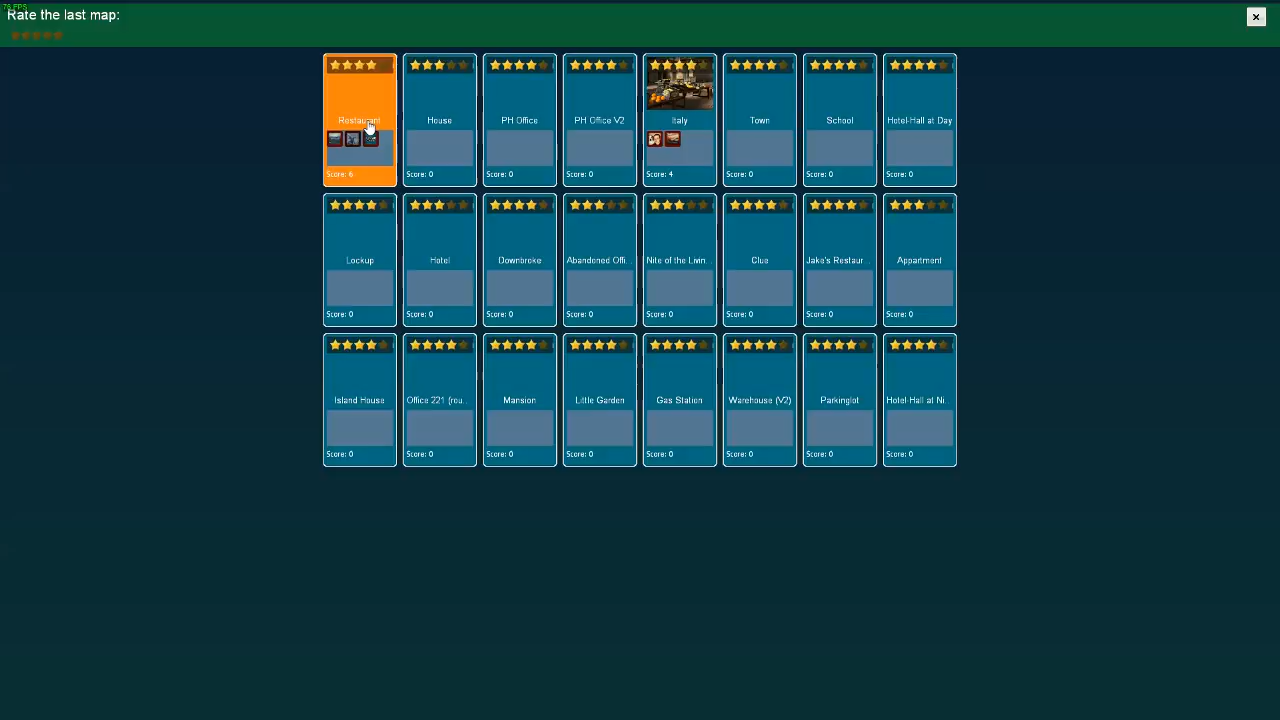 78 FPS
Rate the last map:
Restaurant
House
PH Office
PH Office V2
Italy
Town
School
Hotel-Hall at Day
Score: 6
Score: 0
Score: 0
Score: 0
Score: 4
Score: 0
Score: 0
Score: 0
Lockup
Hotel
Downbroke
Abandoned Offi...
Nite of the Livin...
Clue
Jake's Restaur...
Appartment
Score: 0
Score: 0
Score: 0
Score: 0
Score: 0
Score: 0
Score: 0
Score: 0
Island House
Office 221 (rou...
Mansion
Little Garden
Gas Station
Warehouse (V2)
Parkinglot
Hotel-Hall at Ni...
Score: 0
Score: 0
Score: 0
Score: 0
Score: 0
Score: 0
Score: 0
Score: 0